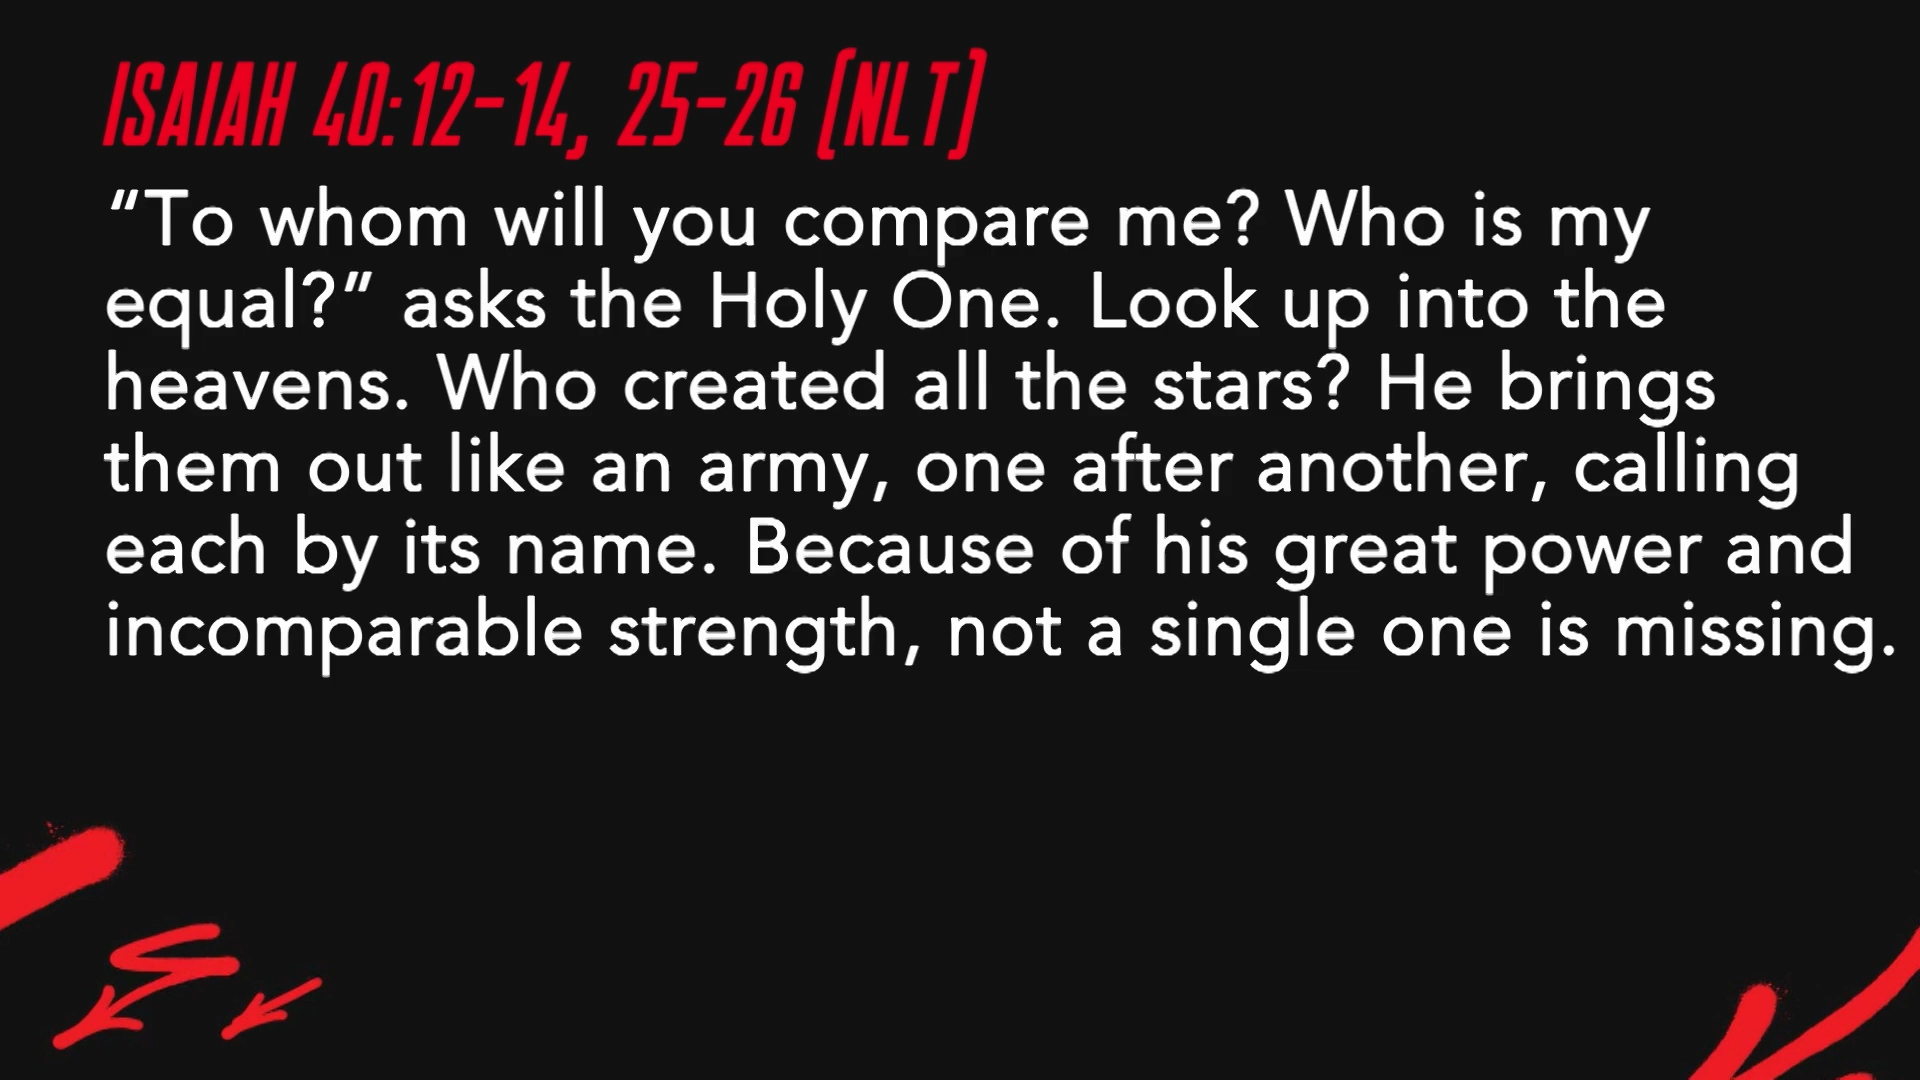 ISAIAH 40:12-14, 25-26 (NLT)
“To whom will you compare me? Who is my
equal?” asks the Holy One. Look up into the
heavens. Who created all the stars? He brings
them out like an army, one after another, calling
each by its name. Because of his great power and
incomparable strength, not a single one is missing.